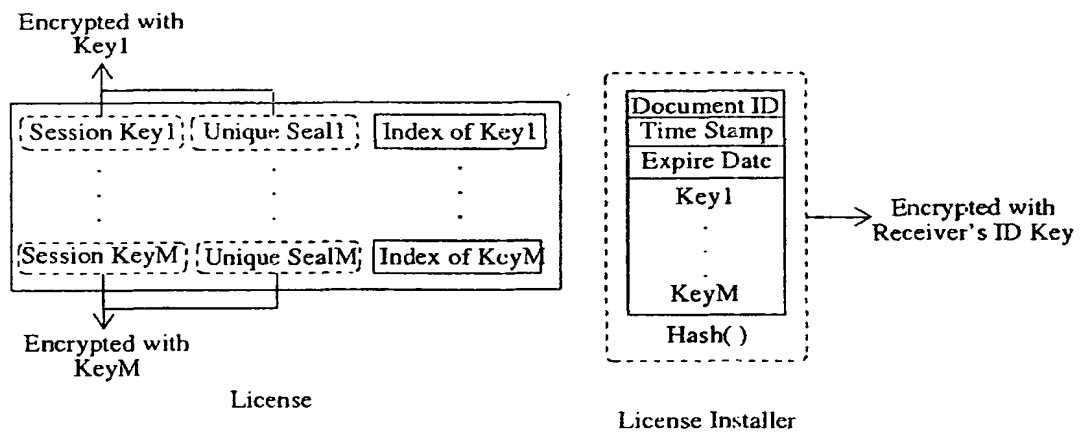 Encrypted with
Key1
Session Key1 Unique Seal1 Index of Key1
Session KeyM Unique SealM Index of KeyM
Encrypted with
KeyM
License
Document ID
Time Stamp
Expire Date
Key1
KeyM
Hash( )
Encrypted with
Receiver's ID Key
License Installer